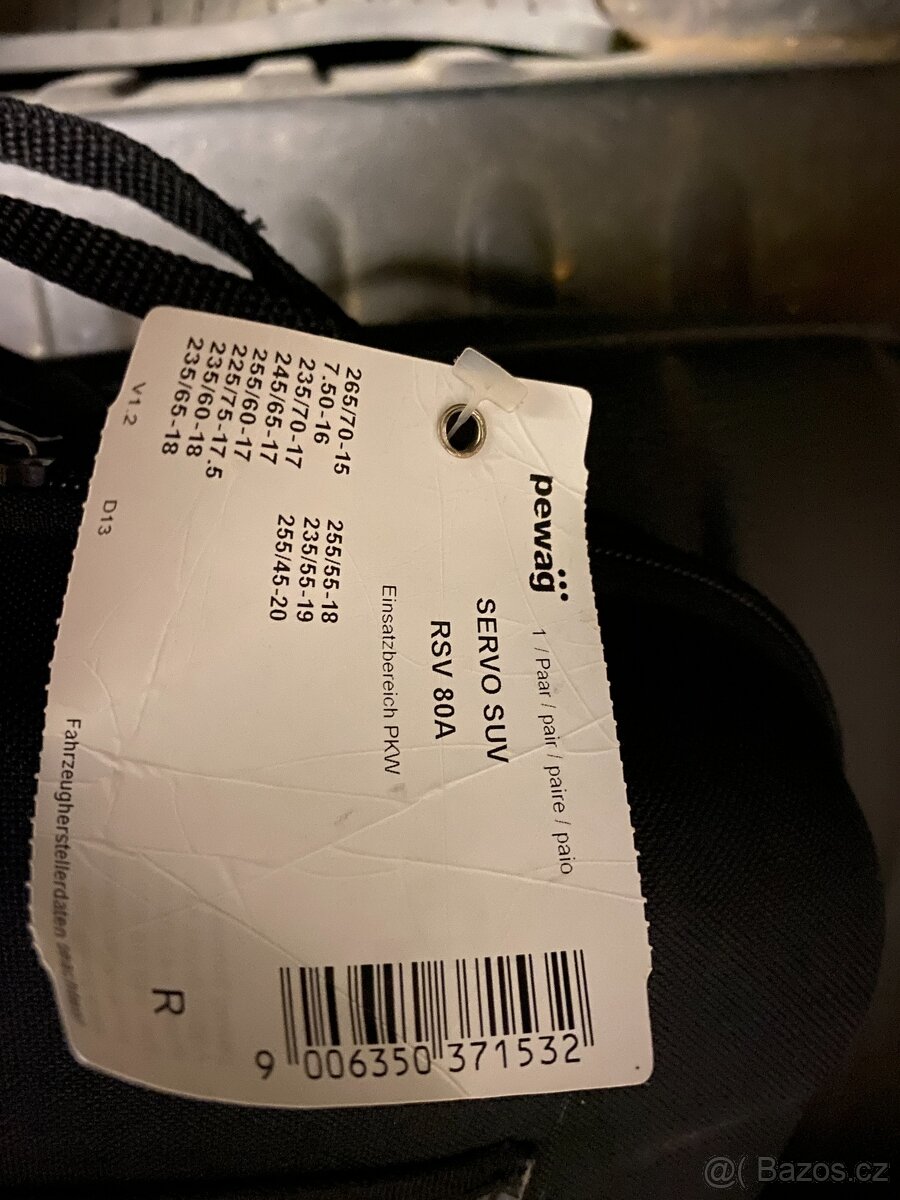 pewag
1 / Paar / pair / paire / paio
SERVO SUV
RSV 80A
Einsatzbereich PKW
265/70-15
7.50-16
235/70-17
245/65-17
255/60-17
225/75-17.5
235/60-18
235/65-18
255/55-18
235/55-19
255/45-20
V1.2
D13
Fahrzeugherstellerdaten
R
9 006350 371532
@( Bazos.cz